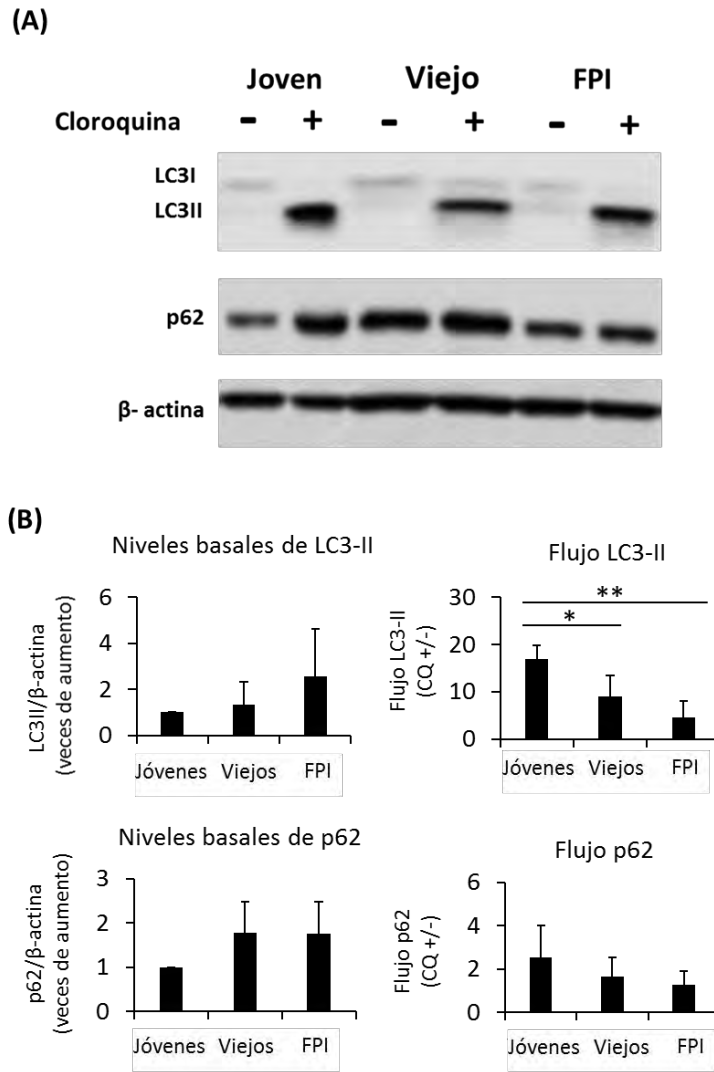 (A)
Joven Viejo FPI
Cloroquina - + - + - +
LC3I
LC3II
p62
β- actina
(B)
Niveles basales de LC3-II
LC3II/β-actina
(veces de aumento)
6
4
2
0
Jóvenes Viejos FPI
Flujo LC3-II
Flujo LC3-II
(CQ +/-)
30
20
10
0
**
*
Jóvenes Viejos FPI
Niveles basales de p62
p62/β-actina
(veces de aumento)
3
2
1
0
Jóvenes Viejos FPI
Flujo p62
Flujo p62
(CQ +/-)
6
4
2
0
Jóvenes Viejos FPI